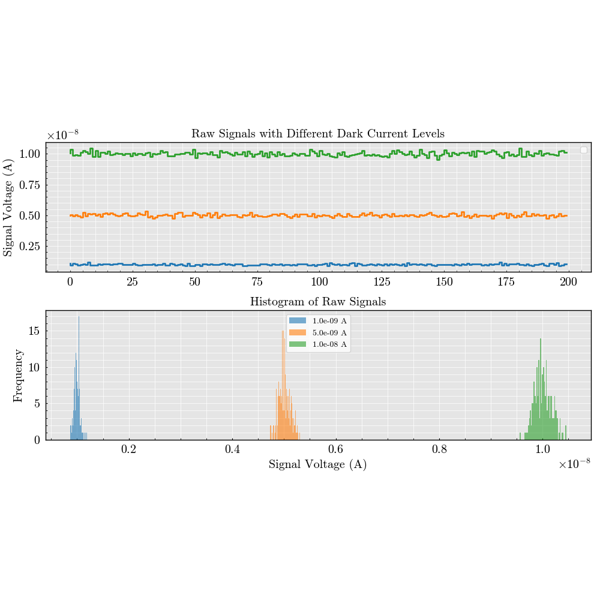 Raw Signals with Different Dark Current Levels
×10⁻⁸
Signal Voltage (A)
1.00
0.75
0.50
0.25
0 25 50 75 100 125 150 175 200
Histogram of Raw Signals
Frequency
15
10
5
0
1.0e-09 A
5.0e-09 A
1.0e-08 A
0.2 0.4 0.6 0.8 1.0
Signal Voltage (A)
×10⁻⁸